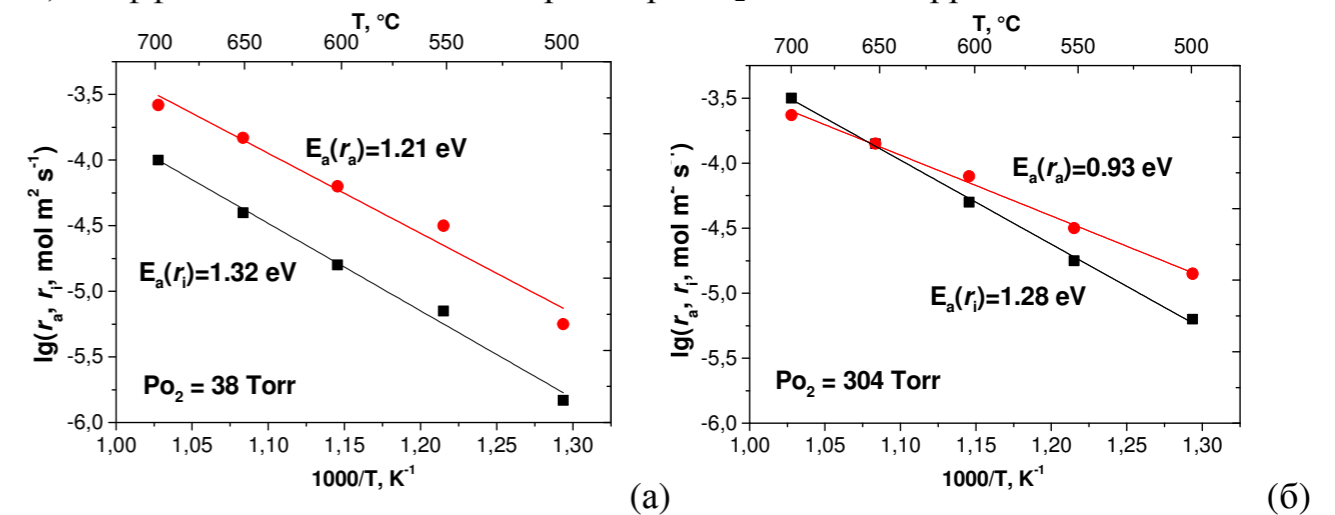 T, °C
700 650 600 550 500
-3,5
-4,0
-4,5
-5,0
-5,5
-6,0
lg(rₐ, rᵢ, mol m² s⁻¹)
Eₐ(rₐ)=1.21 eV
Eₐ(rᵢ)=1.32 eV
Po₂ = 38 Torr
1,00 1,05 1,10 1,15 1,20 1,25 1,30
1000/T, K⁻¹
(а)
T, °C
700 650 600 550 500
-3,5
-4,0
-4,5
-5,0
-5,5
-6,0
lg(rₐ, rᵢ, mol
Eₐ(rₐ)=0.93 eV
Eₐ(rᵢ)=1.28 eV
Po₂ = 304 Torr
1,00 1,05 1,10 1,15 1,20 1,25 1,30
1000/T, K⁻¹
(б)